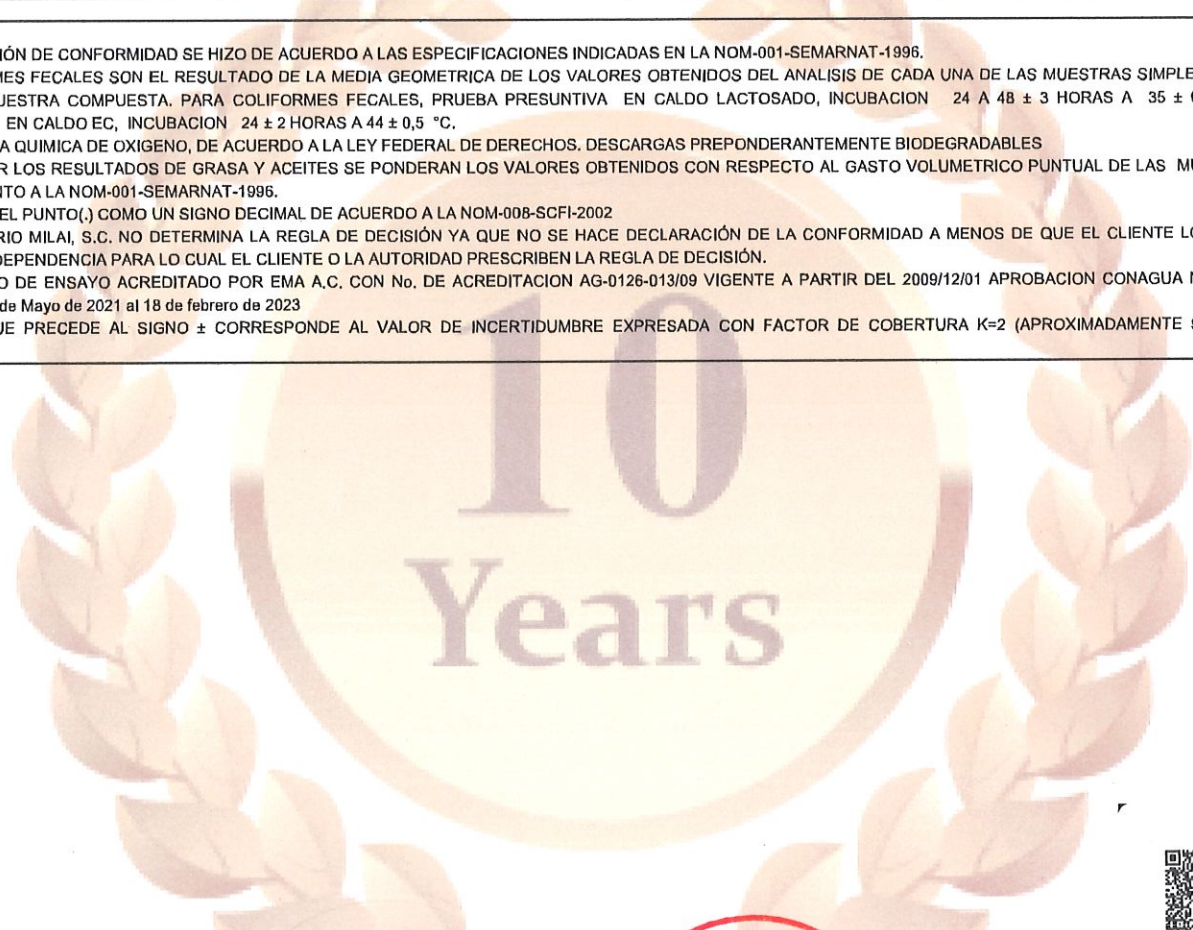 IÓN DE CONFORMIDAD SE HIZO DE ACUERDO A LAS ESPECIFICACIONES INDICADAS EN LA NOM-001-SEMARNAT-1996.
MES FECALES SON EL RESULTADO DE LA MEDIA GEOMETRICA DE LOS VALORES OBTENIDOS DEL ANALISIS DE CADA UNA DE LAS MUESTRAS SIMPLE
UESTRA COMPUESTA. PARA COLIFORMES FECALES, PRUEBA PRESUNTIVA EN CALDO LACTOSADO, INCUBACION 24 A 48 ± 3 HORAS A 35 ±
EN CALDO EC, INCUBACION 24 ± 2 HORAS A 44 ± 0,5 °C.
A QUIMICA DE OXIGENO, DE ACUERDO A LA LEY FEDERAL DE DERECHOS. DESCARGAS PREPONDERANTEMENTE BIODEGRADABLES
R LOS RESULTADOS DE GRASA Y ACEITES SE PONDERAN LOS VALORES OBTENIDOS CON RESPECTO AL GASTO VOLUMETRICO PUNTUAL DE LAS MU
NTO A LA NOM-001-SEMARNAT-1996.
EL PUNTO(.) COMO UN SIGNO DECIMAL DE ACUERDO A LA NOM-008-SCFI-2002
RIO MILAI, S.C. NO DETERMINA LA REGLA DE DECISIÓN YA QUE NO SE HACE DECLARACIÓN DE LA CONFORMIDAD A MENOS DE QUE EL CLIENTE LO
DEPENDENCIA PARA LO CUAL EL CLIENTE O LA AUTORIDAD PRESCRIBEN LA REGLA DE DECISIÓN.
O DE ENSAYO ACREDITADO POR EMA A.C. CON No. DE ACREDITACION AG-0126-013/09 VIGENTE A PARTIR DEL 2009/12/01 APROBACION CONAGUA
de Mayo de 2021 al 18 de febrero de 2023
UE PRECEDE AL SIGNO ± CORRESPONDE AL VALOR DE INCERTIDUMBRE EXPRESADA CON FACTOR DE COBERTURA K=2 (APROXIMADAMENTE
10
Years